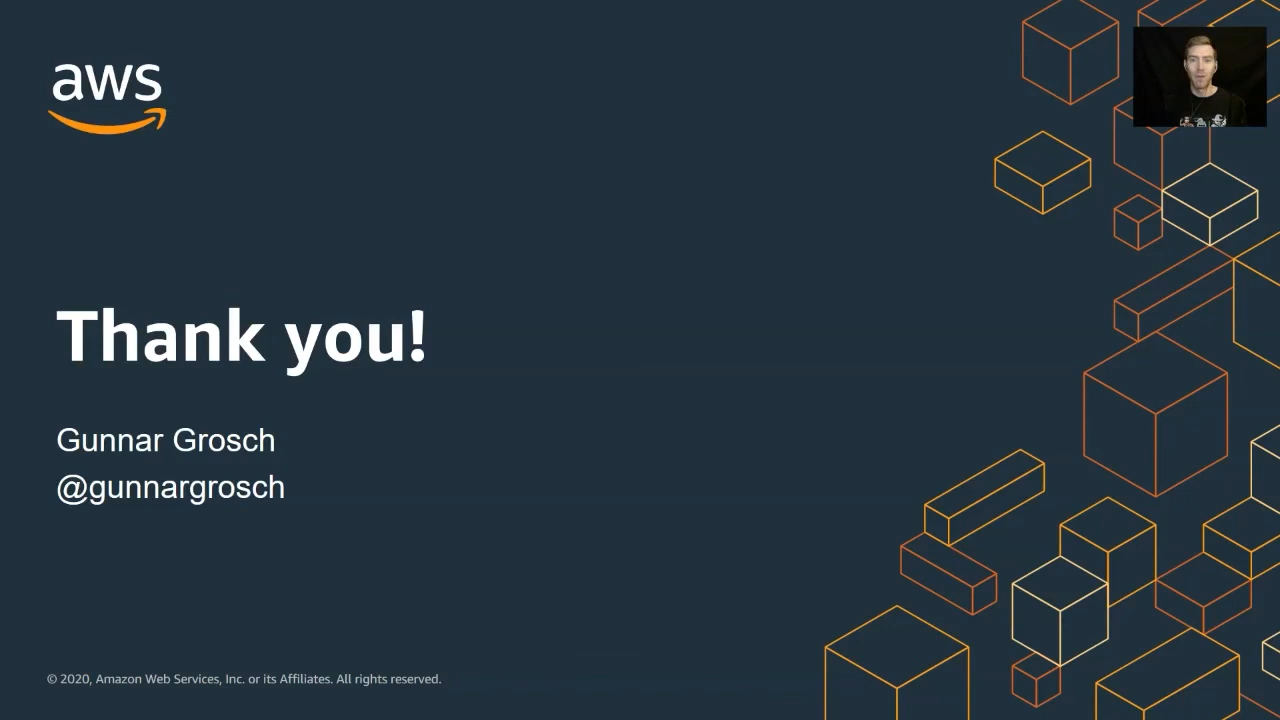 aws
Thank you!
Gunnar Grosch
@gunnargrosch
© 2020, Amazon Web Services, Inc. or its Affiliates. All rights reserved.